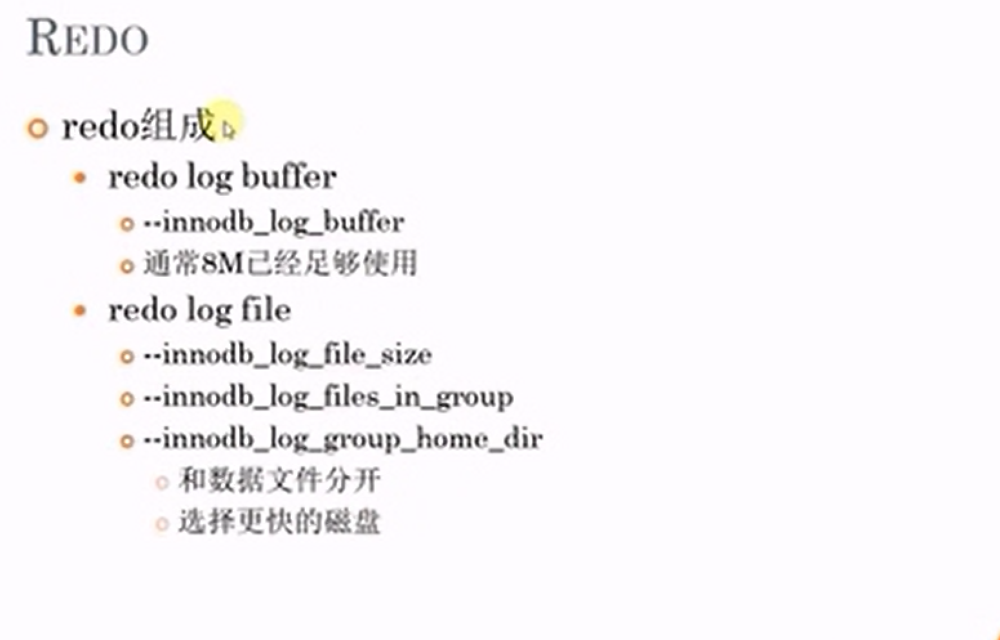 REDO
redo组成
redo log buffer
--innodb_log_buffer
通常8M已经足够使用
redo log file
--innodb_log_file_size
--innodb_log_files_in_group
--innodb_log_group_home_dir
和数据文件分开
选择更快的磁盘